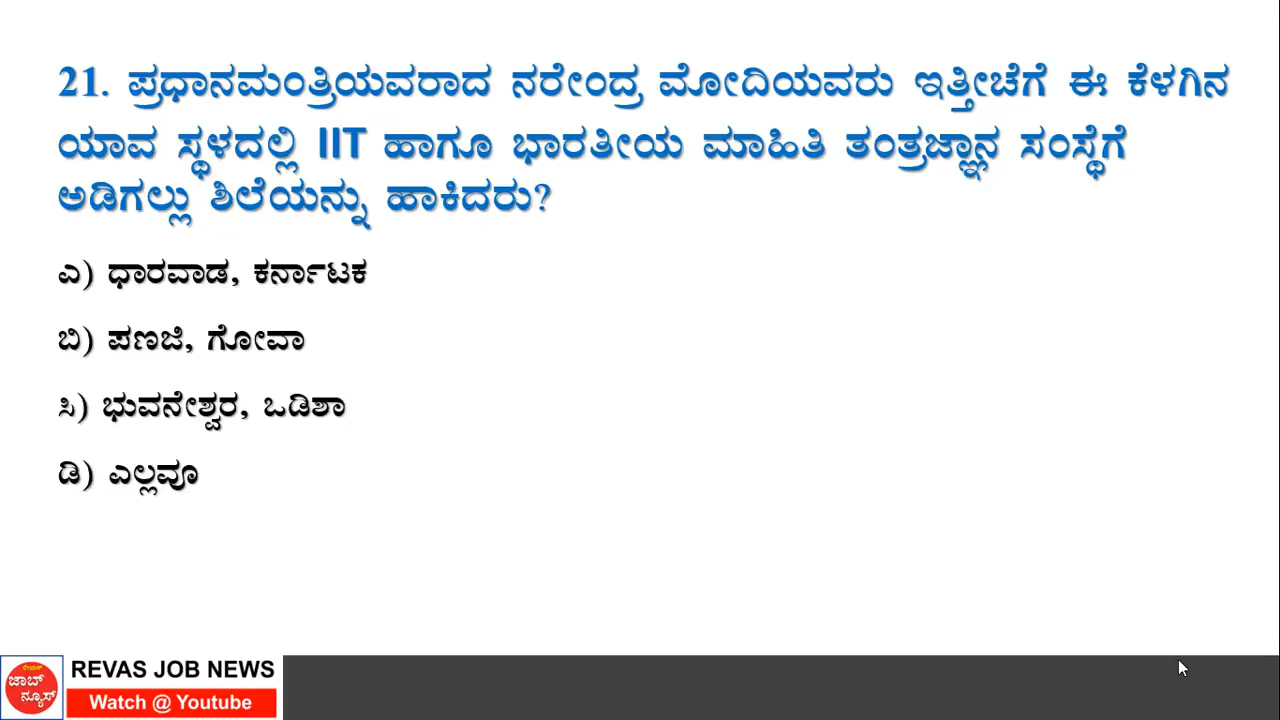 21. ಪ್ರಧಾನಮಂತ್ರಿಯವರಾದ ನರೇಂದ್ರ ಮೋದಿಯವರು ಇತ್ತೀಚೆಗೆ ಈ ಕೆಳಗಿನ
ಯಾವ ಸ್ಥಳದಲ್ಲಿ IIT ಹಾಗೂ ಭಾರತೀಯ ಮಾಹಿತಿ ತಂತ್ರಜ್ಞಾನ ಸಂಸ್ಥೆಗೆ
ಅಡಿಗಲ್ಲು ಶಿಲೆಯನ್ನು ಹಾಕಿದರು?
ಎ) ಧಾರವಾಡ, ಕರ್ನಾಟಕ
ಬಿ) ಪಣಜಿ, ಗೋವಾ
ಸಿ) ಭುವನೇಶ್ವರ, ಒಡಿಶಾ
ಡಿ) ಎಲ್ಲವೂ
ರೇವಾಸ್
ಜಾಬ್
ನ್ಯೂಸ್
REVAS JOB NEWS
Watch @ Youtube